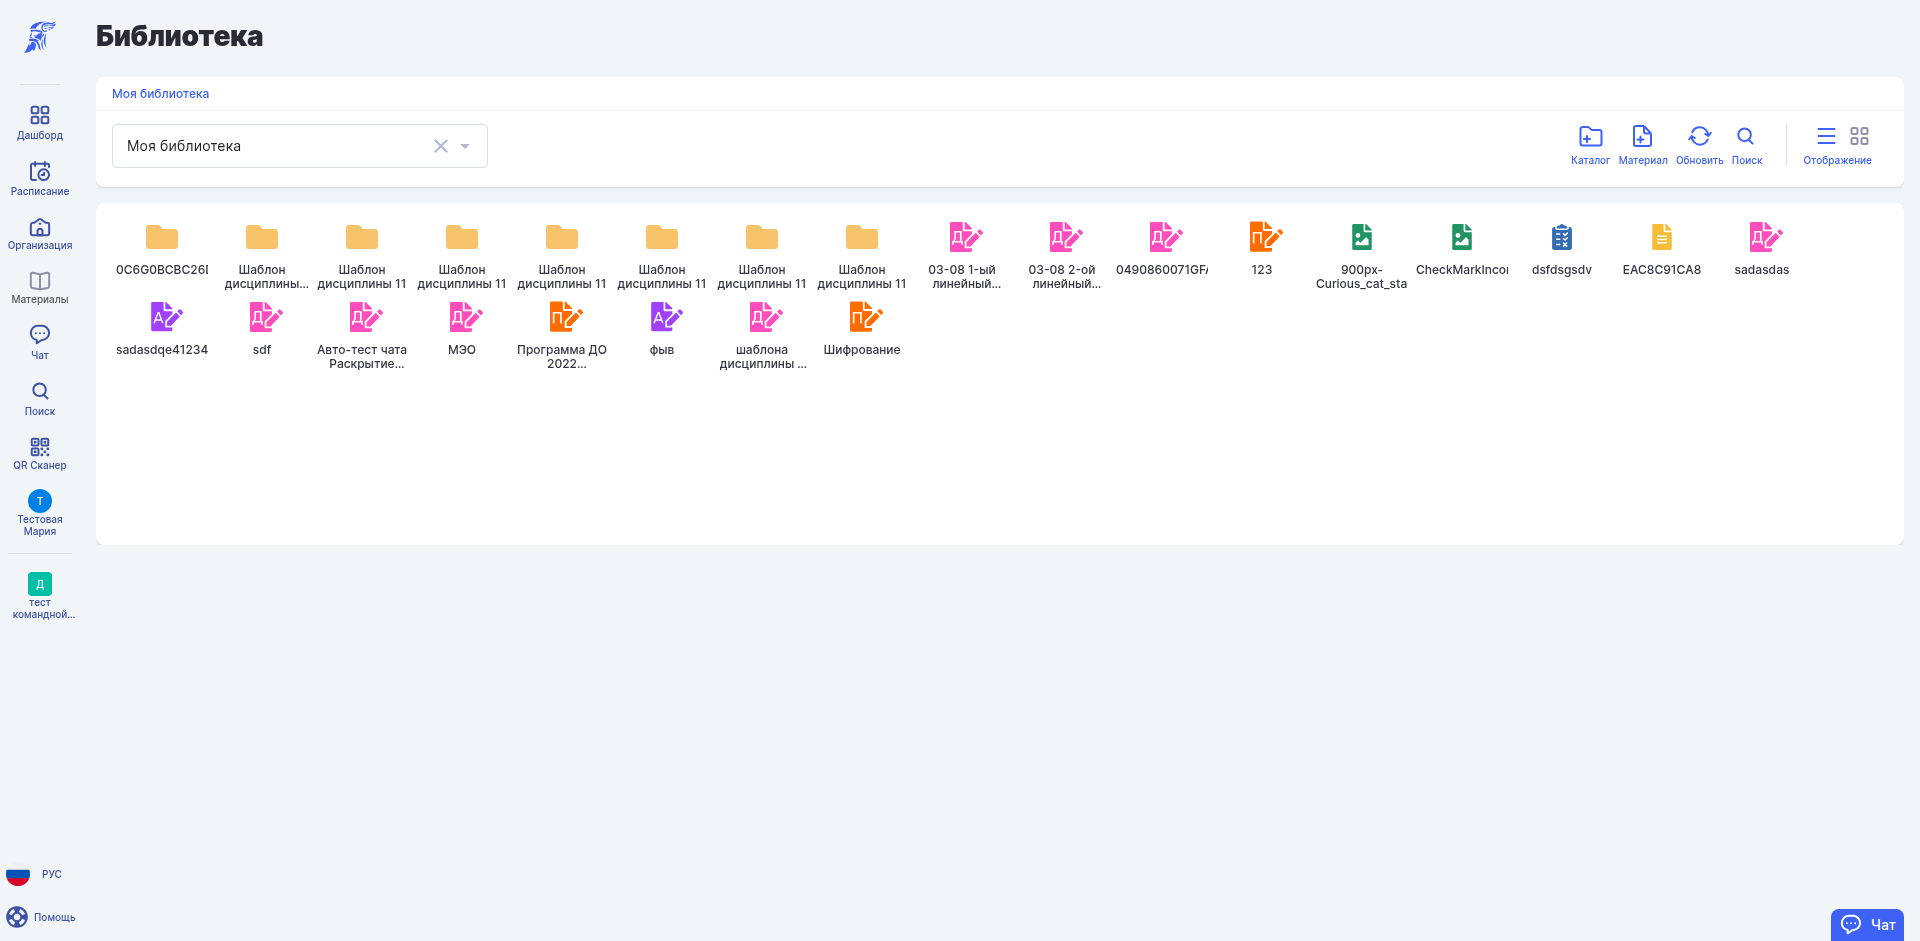 Библиотека
Моя библиотека
Моя библиотека
Каталог
Материал
Обновить
Поиск
Отображение
Дашборд
Расписание
Организация
Материалы
Чат
Поиск
QR Сканер
Т
Тестовая
Мария
Д
тест
командной...
РУС
Помощь
0C6G0BCBC26
Шаблон
дисциплины...
Шаблон
дисциплины 11
Шаблон
дисциплины 11
Шаблон
дисциплины 11
Шаблон
дисциплины 11
Шаблон
дисциплины 11
Шаблон
дисциплины 11
Д
03-08 1-ый
линейный...
Д
03-08 2-ой
линейный...
Д
0490860071GF
П
123
900px-
Curious_cat_sta
CheckMarkInco
dsfdsgsdv
EAC8C91CA8
Д
sadasdas
А
sadasdqe41234
Д
sdf
Д
Авто-тест чата
Раскрытие...
Д
МЭО
П
Программа ДО
2022...
А
фыв
Д
шаблона
дисциплины ...
П
Шифрование
Чат